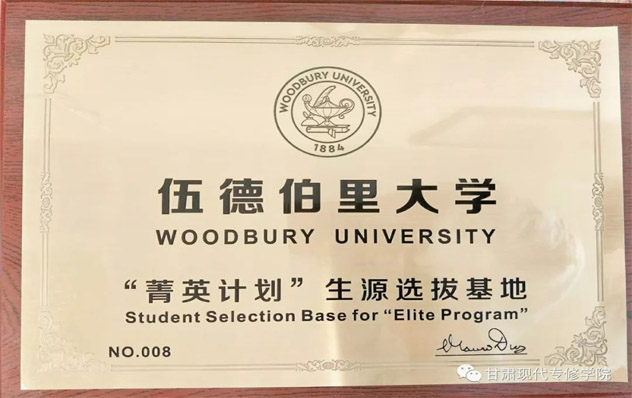 WOODBURY UNIVERSITY
1884
伍德伯里大学
WOODBURY UNIVERSITY
“菁英计划”生源选拔基地
Student Selection Base for “Elite Program”
NO.008
甘肃现代专修学院